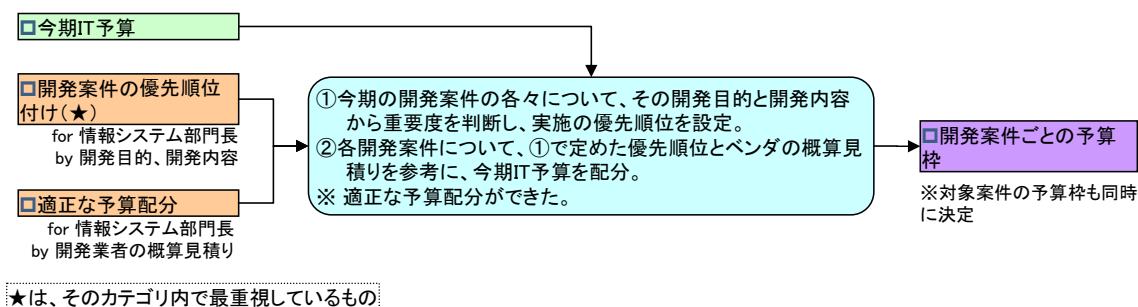 □今期IT予算
□開発案件の優先順位
付け(★)
for 情報システム部門長
by 開発目的、開発内容
□適正な予算配分
for 情報システム部門長
by 開発業者の概算見積り
①今期の開発案件の各々について、その開発目的と開発内容
から重要度を判断し、実施の優先順位を設定。
②各開発案件について、①で定めた優先順位とベンダの概算見
積りを参考に、今期IT予算を配分。
※ 適正な予算配分ができた。
□開発案件ごとの予算
枠
※対象案件の予算枠も同時
に決定
★は、そのカテゴリ内で最重視しているもの